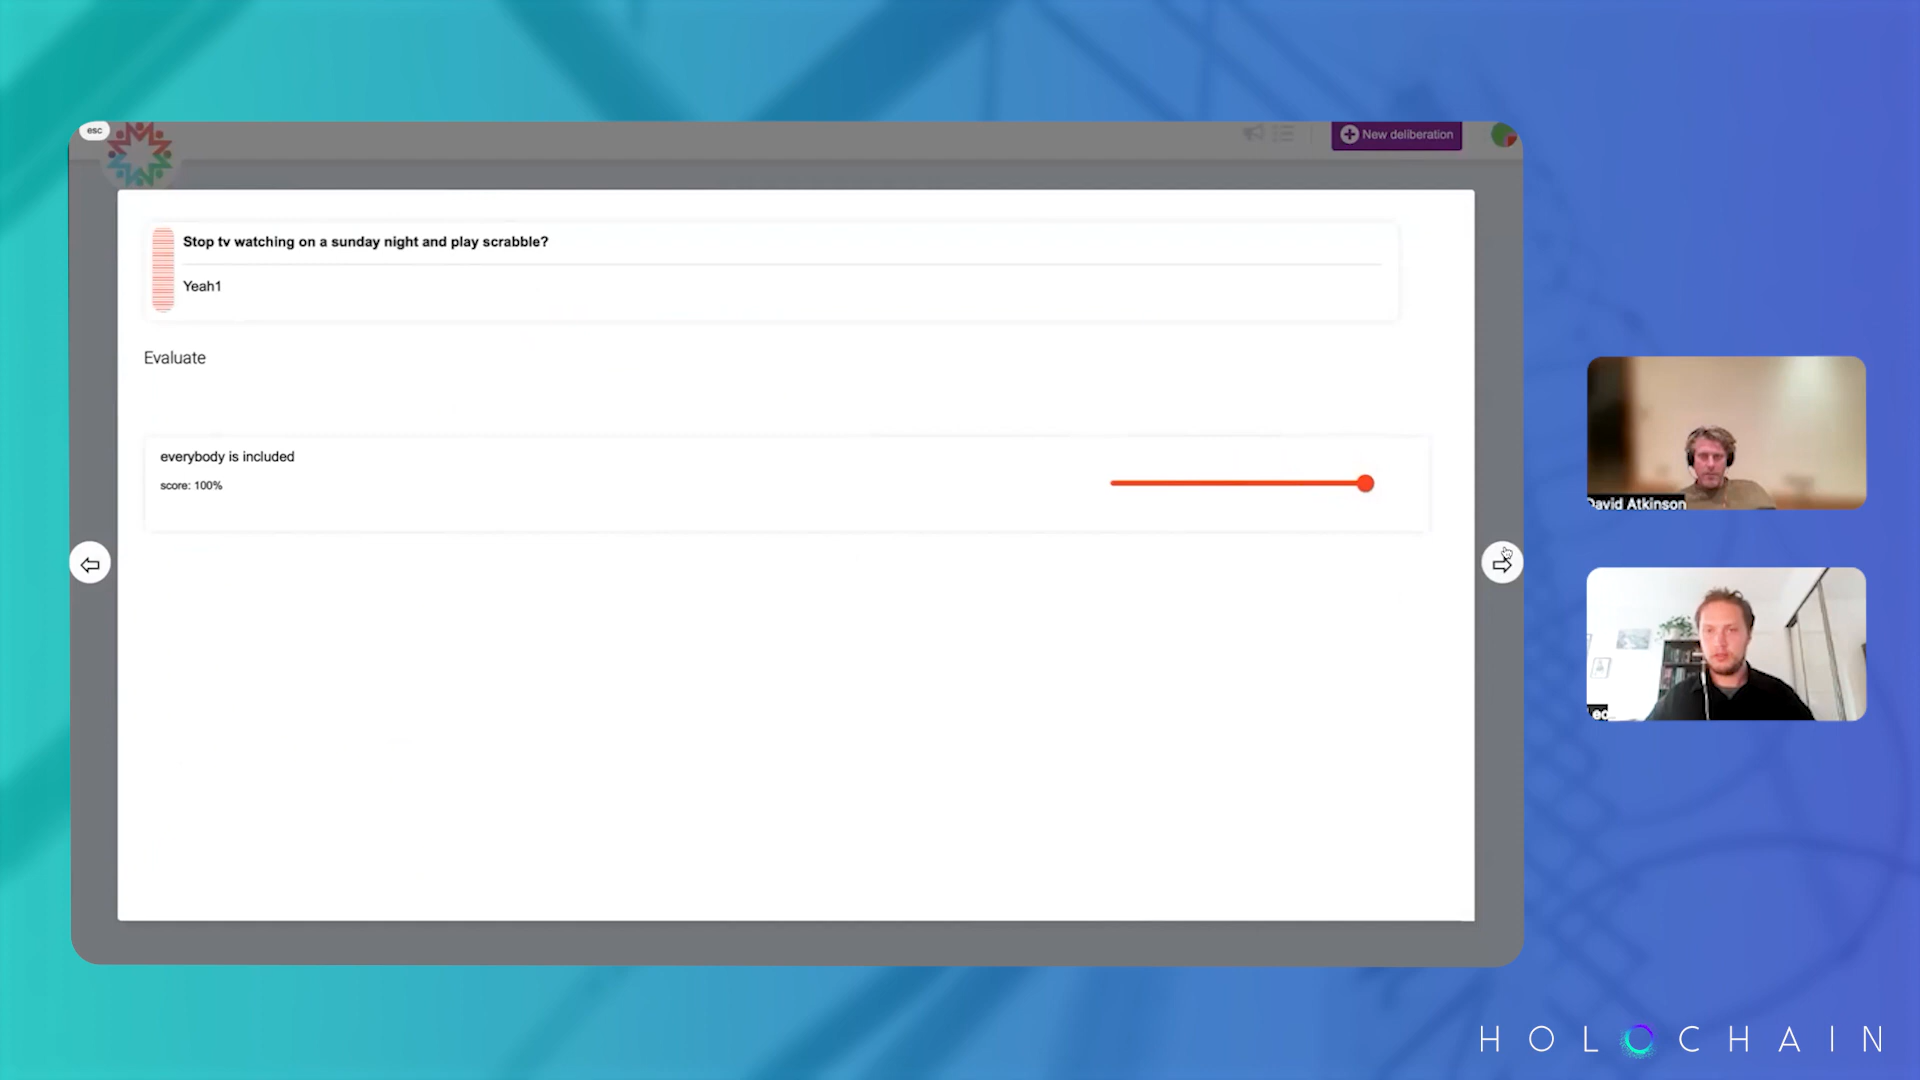 esc
New deliberation
Stop tv watching on a sunday night and play scrabble?
Yeah1
Evaluate
everybody is included
score: 100%
David Atkinson
HOLOCHAIN